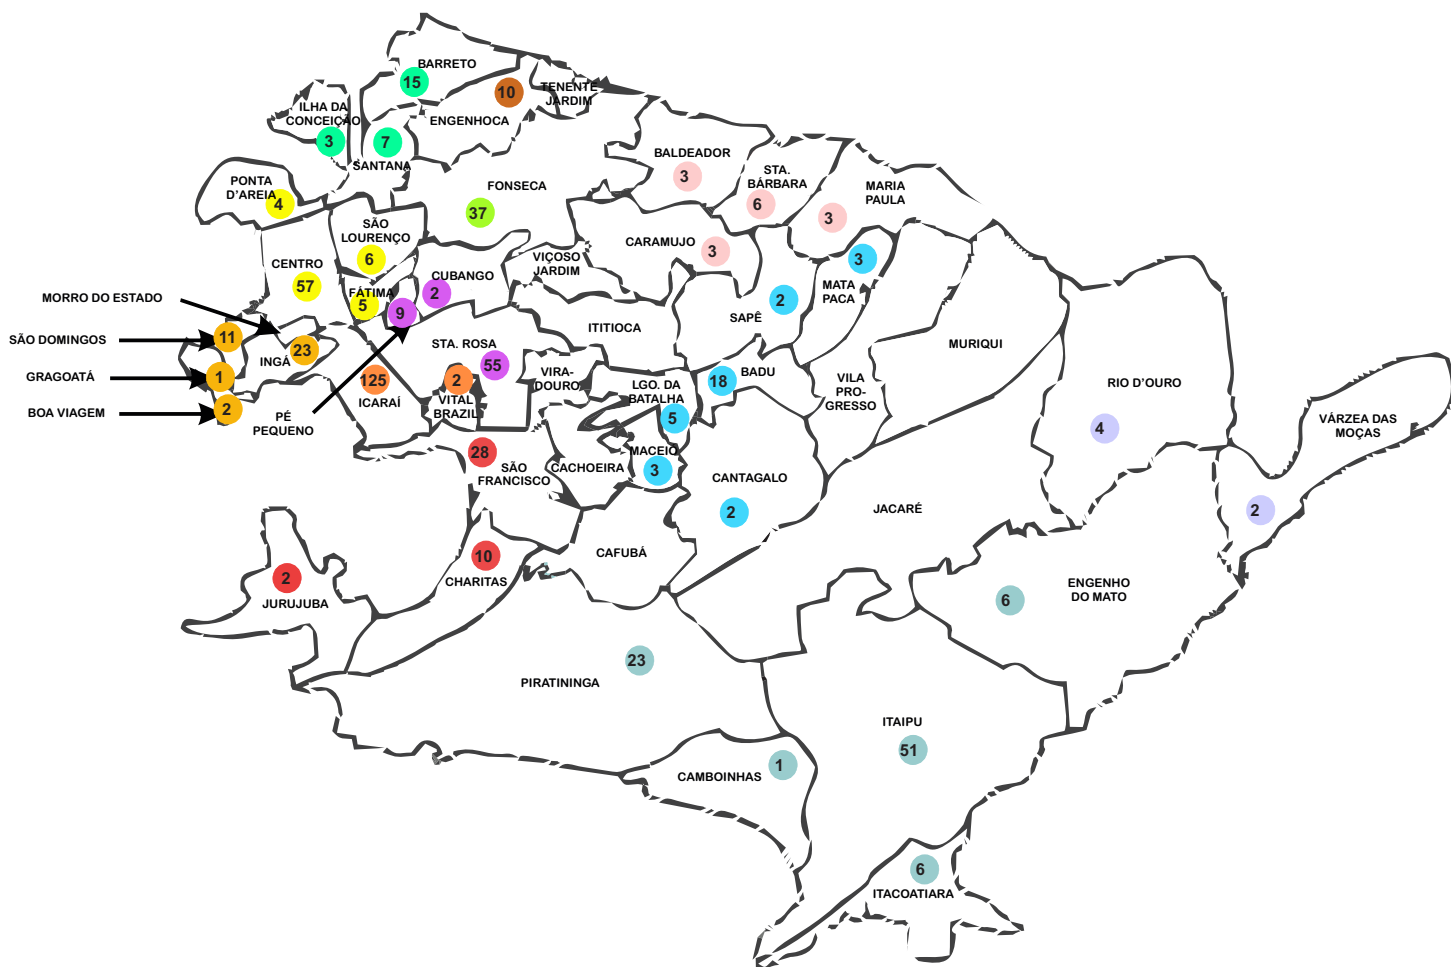 BARRETO
15
10
TENENTE
JARDIM
ILHA DA
CONCEIÇÃO
3
ENGENHOCA
7
SANTANA
BALDEADOR
3
STA.
BÁRBARA
6
MARIA
PAULA
3
PONTA
D'AREIA
4
FONSECA
37
SÃO
LOURENÇO
6
CARAMUJO
3
VIÇOSO
JARDIM
CENTRO
57
CUBANGO
2
FÁTIMA
5
9
3
MATA
PACA
2
SAPÊ
MORRO DO ESTADO
SÃO DOMINGOS
11
GRAGOATÁ
1
BOA VIAGEM
2
INGÁ
23
PÉ
PEQUENO
125
ICARAÍ
STA. ROSA
55
2
VITAL
BRAZIL
ITITIOCA
VIRA-
DOURO
LGO. DA
BATALHA
5
18
BADU
VILA
PRO-
GRESSO
MURIQUI
RIO D'OURO
4
VÁRZEA DAS
MOÇAS
2
28
SÃO
FRANCISCO
CACHOEIRA
MACEIÓ
3
CANTAGALO
2
JACARÉ
10
CHARITAS
CAFUBÁ
2
JURUJUBA
ENGENHO
DO MATO
6
PIRATININGA
23
ITAIPU
51
CAMBOINHAS
1
6
ITACOATIARA